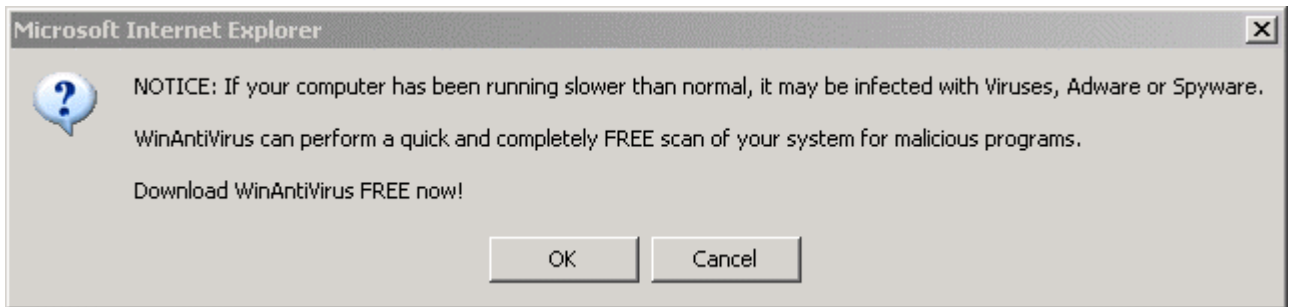 Microsoft Internet Explorer
NOTICE: If your computer has been running slower than normal, it may be infected with Viruses, Adware or Spyware.
WinAntiVirus can perform a quick and completely FREE scan of your system for malicious programs.
Download WinAntiVirus FREE now!
OK
Cancel